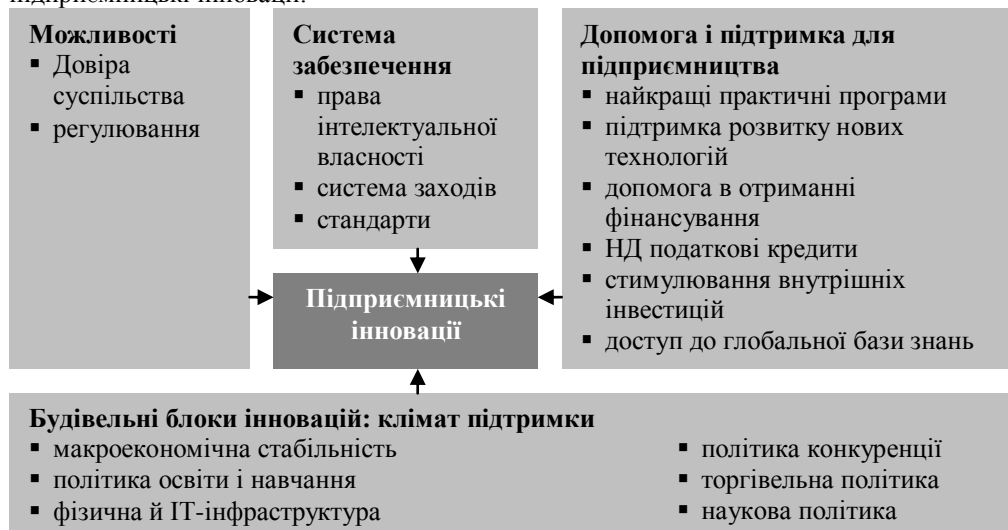 Можливості
▪ Довіра
суспільства
▪ регулювання
Система
забезпечення
▪ права
інтелектуальної
власності
▪ система заходів
▪ стандарти
Допомога і підтримка для
підприємництва
▪ найкращі практичні програми
▪ підтримка розвитку нових
технологій
▪ допомога в отриманні
фінансування
▪ НД податкові кредити
▪ стимулювання внутрішніх
інвестицій
▪ доступ до глобальної бази знань
Підприємницькі
інновації
Будівельні блоки інновацій: клімат підтримки
▪ макроекономічна стабільність
▪ політика освіти і навчання
▪ фізична й ІТ-інфраструктура
▪ політика конкуренції
▪ торгівельна політика
▪ наукова політика